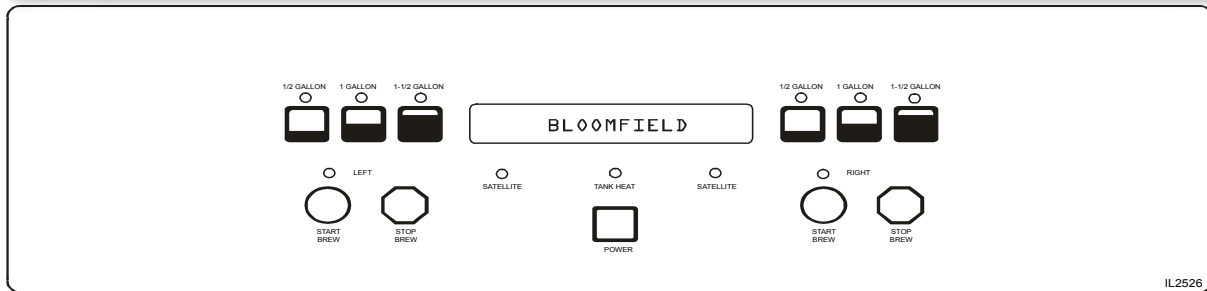 1/2 GALLON 1 GALLON 1-1/2 GALLON
1/2 GALLON 1 GALLON 1-1/2 GALLON
BLOOMFIELD
LEFT
RIGHT
SATELLITE TANK HEAT SATELLITE
START BREW
STOP BREW
POWER
START BREW
STOP BREW
IL2526